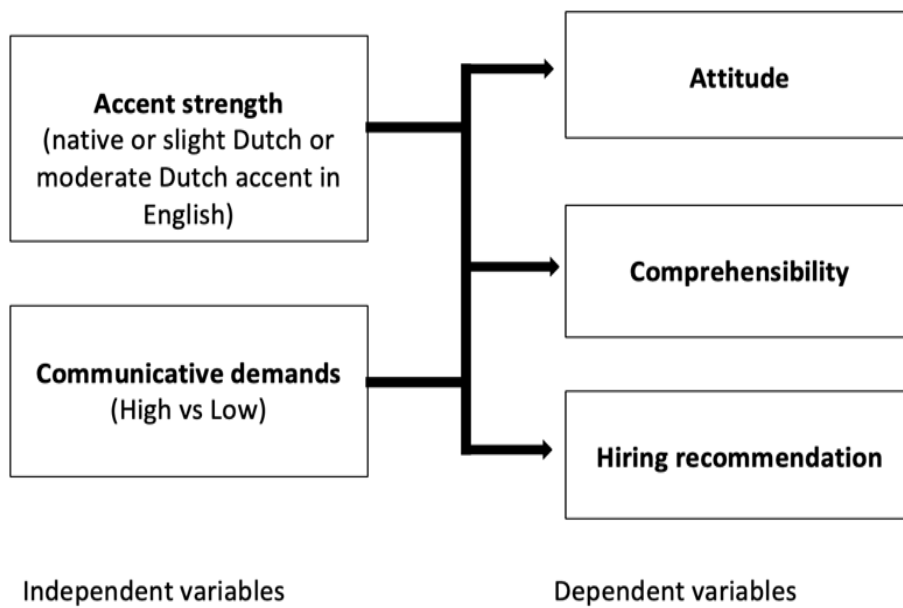 Accent strength
(native or slight Dutch or
moderate Dutch accent in
English)
Communicative demands
(High vs Low)
Attitude
Comprehensibility
Hiring recommendation
Independent variables
Dependent variables